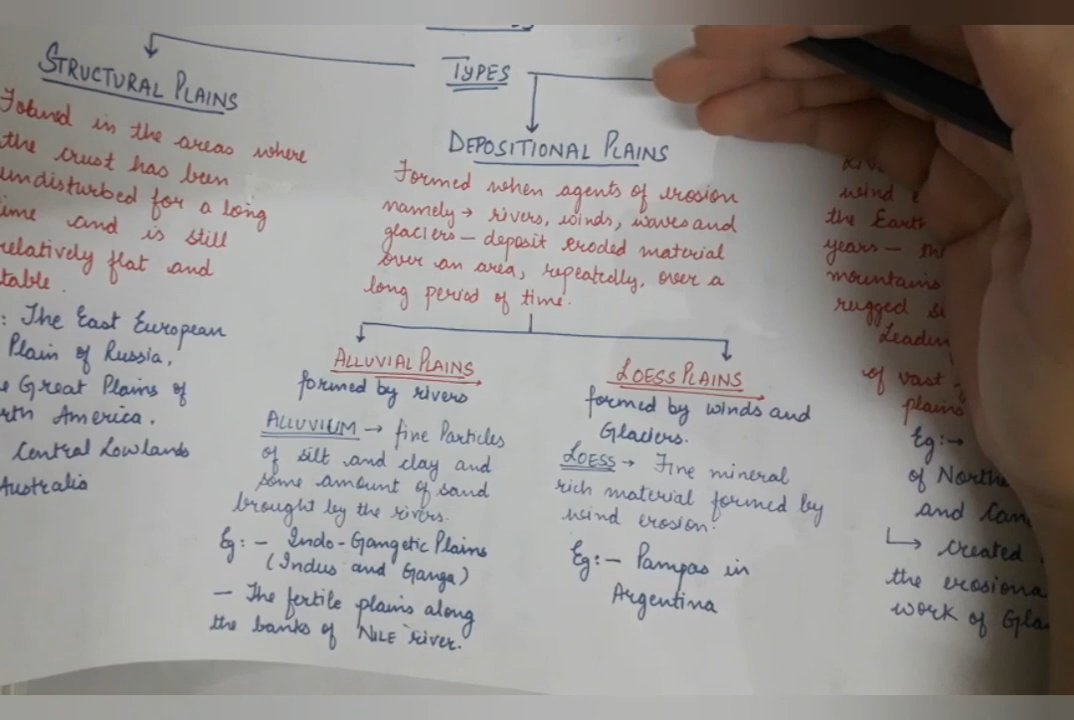 TYPES
STRUCTURAL PLAINS
Formed in the areas where
the crust has been
undisturbed for a long
ime and is still
relatively flat and
table.
: The East European
Plain of Russia,
e Great Plains of
rth America.
Central Lowlands
Australia
DEPOSITIONAL PLAINS
Formed when agents of erosion
namely → rivers, winds, waves and
glaciers – deposit eroded material
over an area, repeatedly, over a
long period of time.
ALLUVIAL PLAINS
formed by rivers
ALLUVIUM → fine Particles
of silt and clay and
some amount of sand
brought by the rivers.
Eg: – Indo-Gangetic Plains
(Indus and Ganga)
– The fertile plains along
the banks of NILE river.
LOESS PLAINS
formed by winds and
Glaciers.
LOESS → Fine mineral
rich material formed by
wind erosion.
Eg:– Pampas in
Argentina
wind
the Earth
years –
mountains
rugged
Leadin
of vast
plains
Eg:→
of Northe
and Can
↳ created
the erosiona
work of Gla